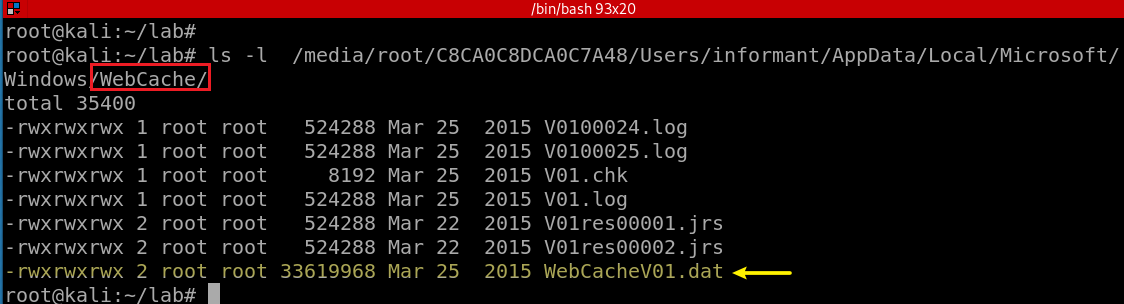 /bin/bash 93x20
root@kali:~/lab#
root@kali:~/lab# ls -l  /media/root/C8CA0C8DCA0C7A48/Users/informant/AppData/Local/Microsoft/
Windows/WebCache/
total 35400
-rwxrwxrwx 1 root root   524288 Mar 25  2015 V0100024.log
-rwxrwxrwx 1 root root   524288 Mar 25  2015 V0100025.log
-rwxrwxrwx 1 root root     8192 Mar 25  2015 V01.chk
-rwxrwxrwx 1 root root   524288 Mar 25  2015 V01.log
-rwxrwxrwx 2 root root   524288 Mar 22  2015 V01res00001.jrs
-rwxrwxrwx 2 root root   524288 Mar 22  2015 V01res00002.jrs
-rwxrwxrwx 2 root root 33619968 Mar 25  2015 WebCacheV01.dat
root@kali:~/lab#